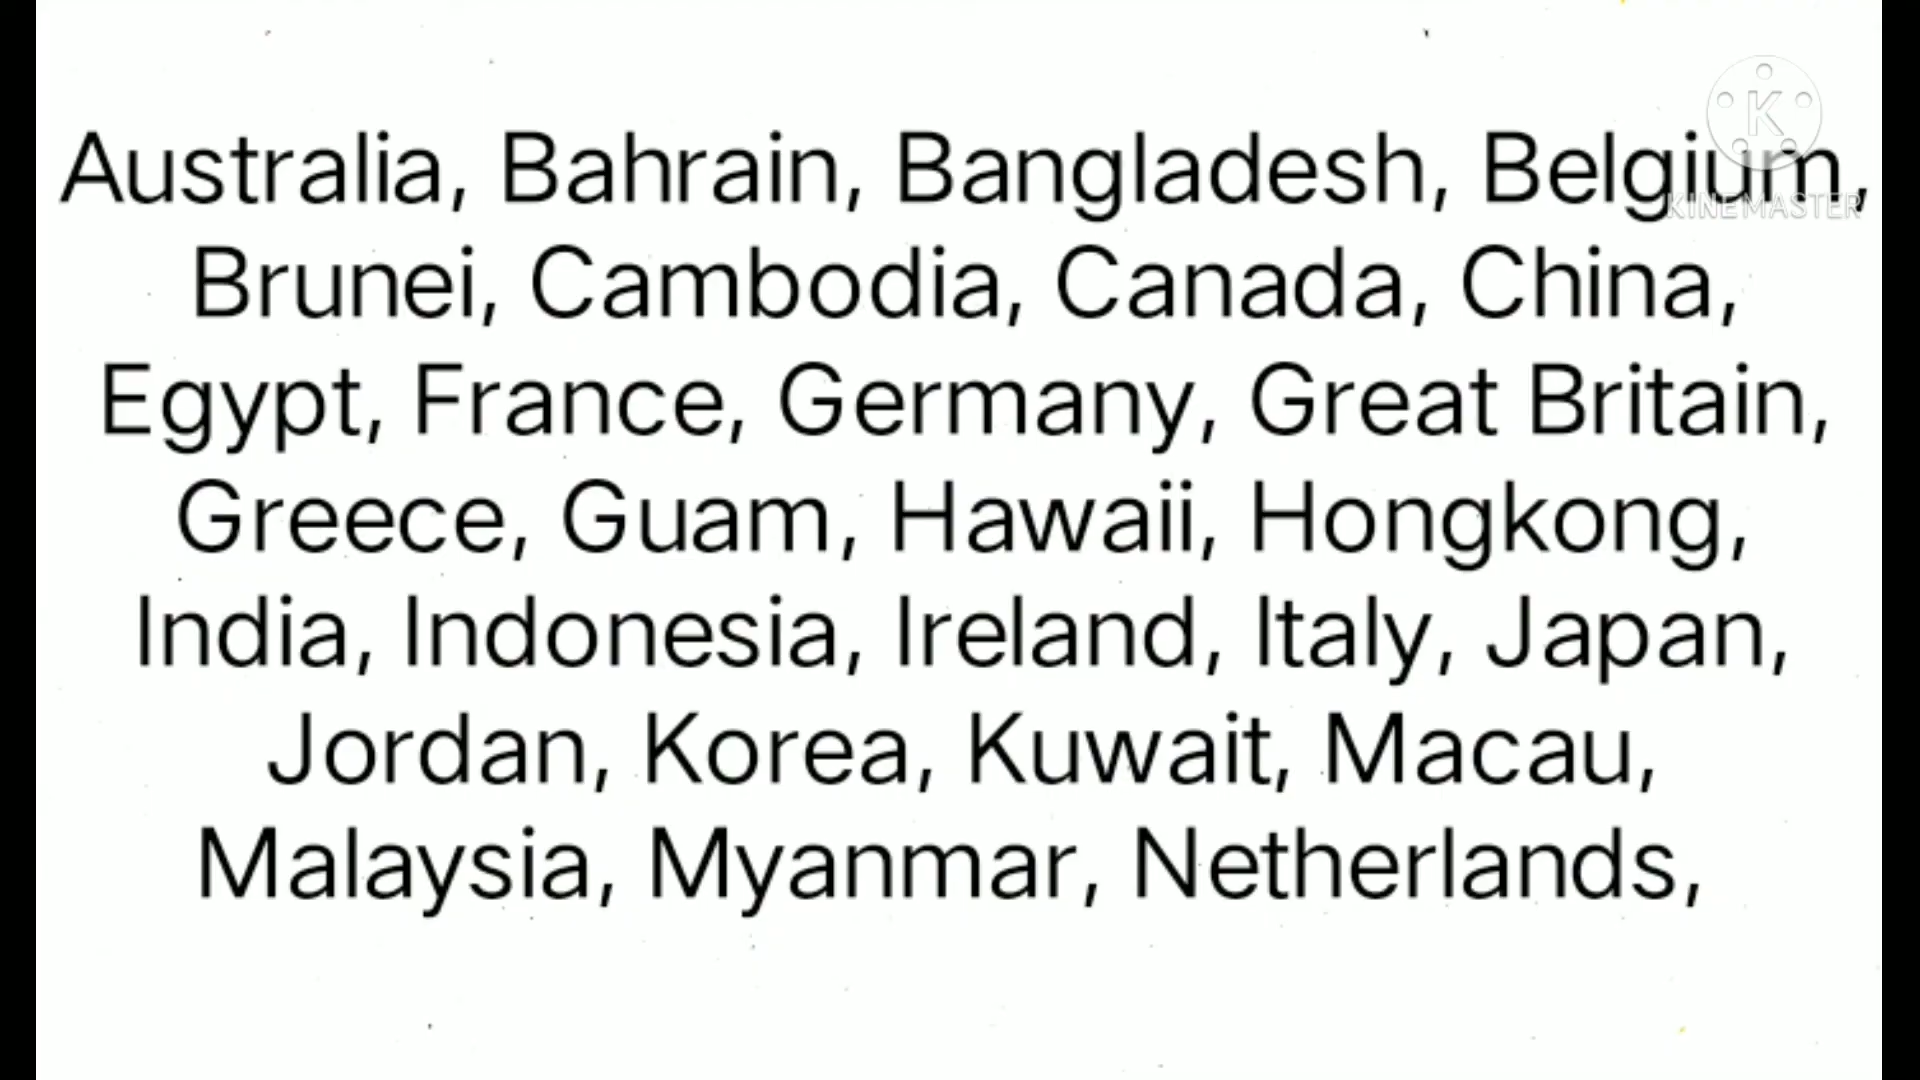 Australia, Bahrain, Bangladesh, Belgium,
Brunei, Cambodia, Canada, China,
Egypt, France, Germany, Great Britain,
Greece, Guam, Hawaii, Hongkong,
India, Indonesia, Ireland, Italy, Japan,
Jordan, Korea, Kuwait, Macau,
Malaysia, Myanmar, Netherlands,
K
KINEMASTER